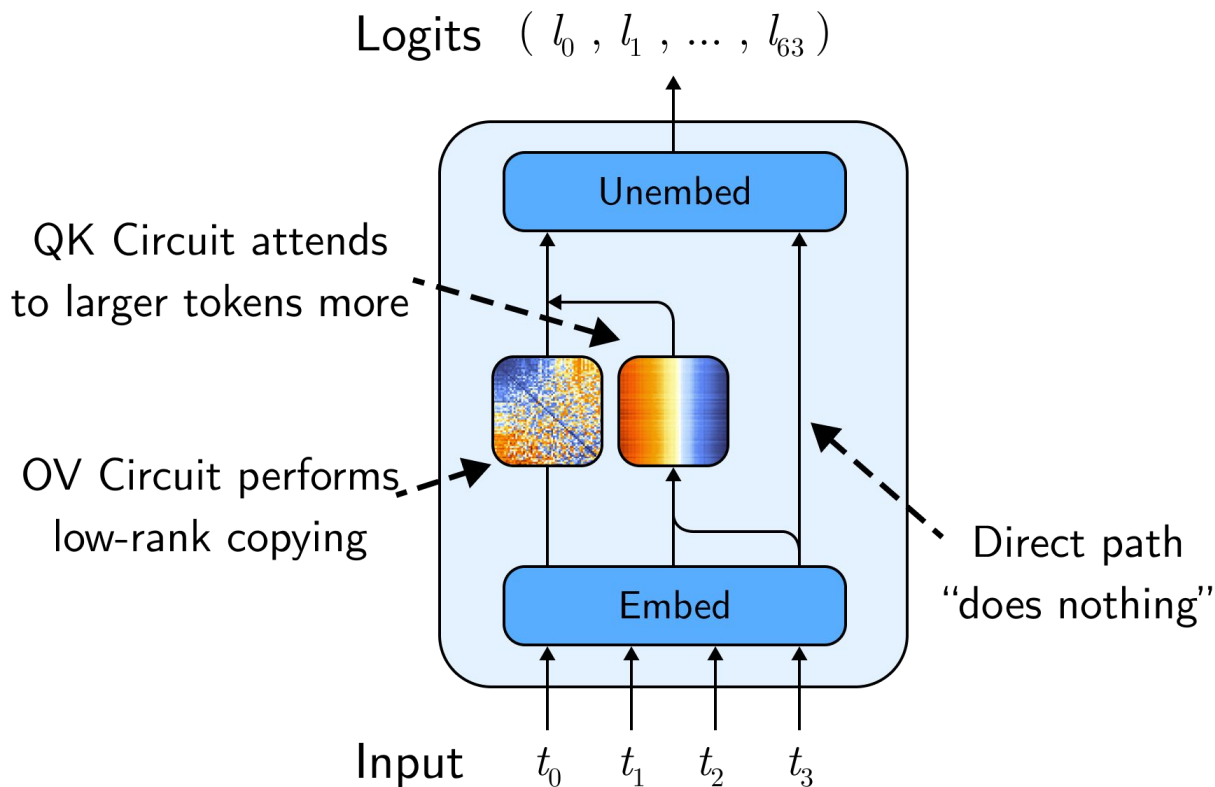 Logits ( l₀ , l₁ , ... , l₆₃ )
Unembed
QK Circuit attends
to larger tokens more
OV Circuit performs
low-rank copying
Direct path
“does nothing”
Embed
Input t₀ t₁ t₂ t₃